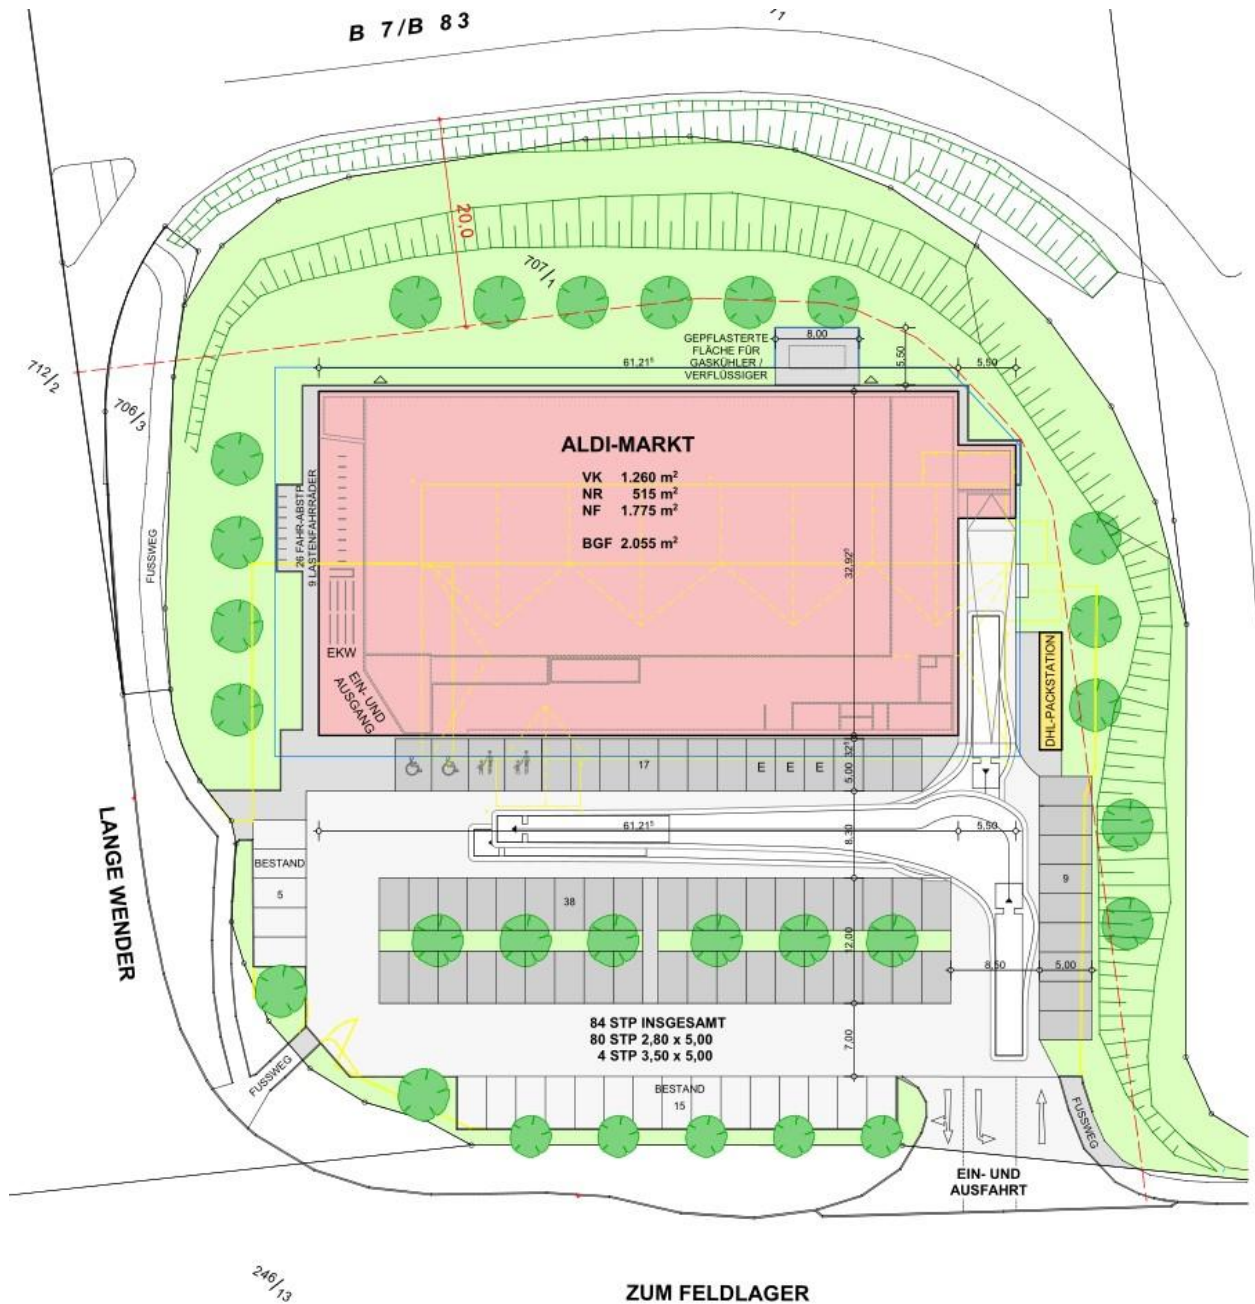 B 7/B 83
/1
20,0
707/1
GEPFLASTERTE
FLÄCHE FÜR
GASKÜHLER /
VERFLÜSSIGER
8,00
5,50
61,21⁵
5,50
712/2
706/3
ALDI-MARKT
VK 1.260 m²
NR 515 m²
NF 1.775 m²
BGF 2.055 m²
26 FAHR-ABSTP.
9 LASTENFAHRRÄDER
FUSSWEG
32,92⁵
EKW
EIN- UND
AUSGANG
DHL-PACKSTATION
17
E E E
32⁵
5,00
LANGE WENDER
61,21⁵
5,50
8,30
BESTAND
5
38
9
12,00
8,50
5,00
84 STP INSGESAMT
80 STP 2,80 x 5,00
4 STP 3,50 x 5,00
7,00
FUSSWEG
BESTAND
15
FUSSWEG
EIN- UND
AUSFAHRT
246/13
ZUM FELDLAGER